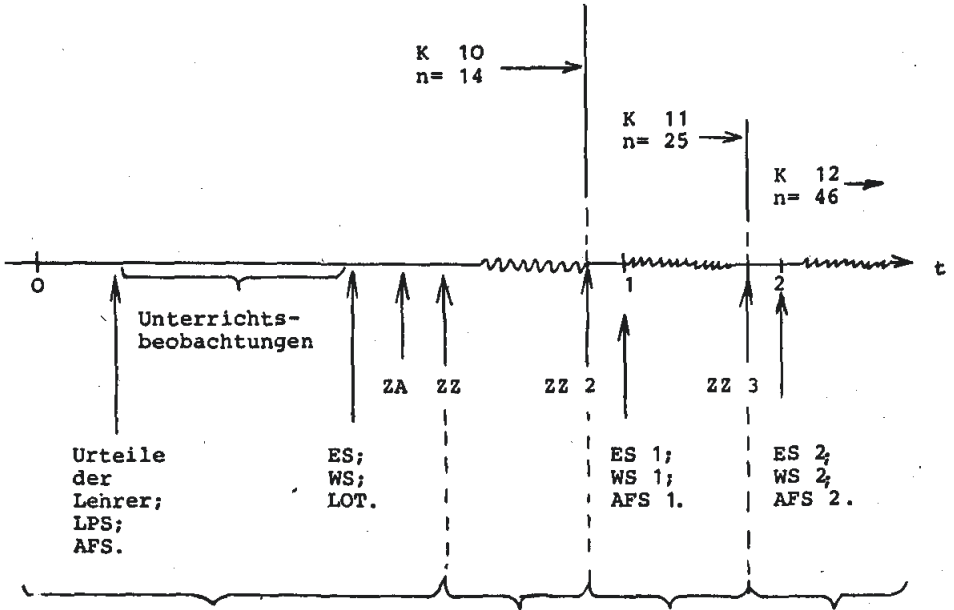 K 10
n= 14
K 11
n= 25
K 12
n= 46
t
0
1
2
Unterrichts-
beobachtungen
ZA
ZZ
ZZ 2
ZZ 3
Urteile
der
Lehrer;
LPS;
AFS.
ES;
WS;
LOT.
ES 1;
WS 1;
AFS 1.
ES 2;
WS 2;
AFS 2.